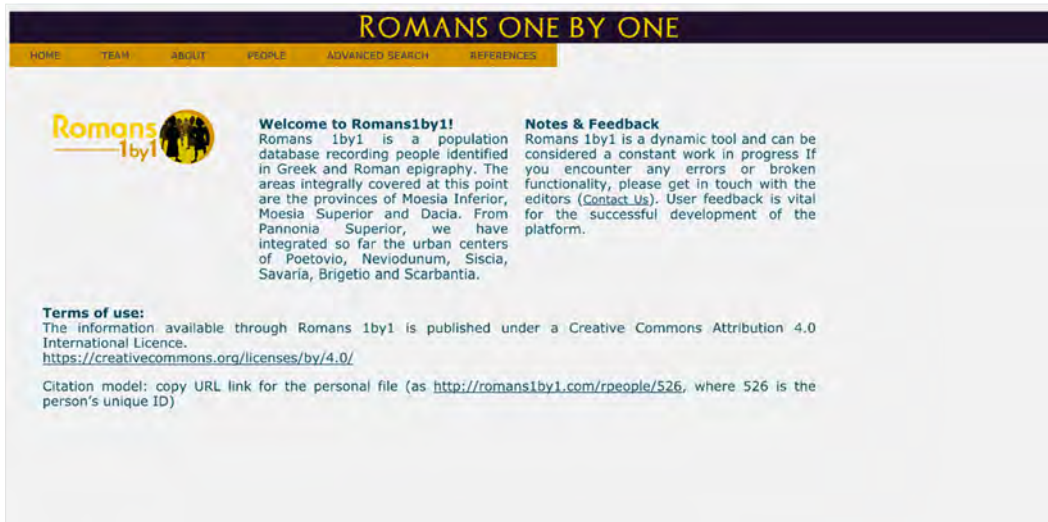 ROMANS ONE BY ONE
HOME TEAM ABOUT PEOPLE ADVANCED SEARCH REFERENCES
Romans
1by1
Welcome to Romans1by1!
Romans 1by1 is a population
database recording people identified
in Greek and Roman epigraphy. The
areas integrally covered at this point
are the provinces of Moesia Inferior,
Moesia Superior and Dacia. From
Pannonia Superior, we have
integrated so far the urban centers
of Poetovio, Neviodunum, Siscia,
Savaria, Brigetio and Scarbantia.
Notes & Feedback
Romans 1by1 is a dynamic tool and can be
considered a constant work in progress If
you encounter any errors or broken
functionality, please get in touch with the
editors (Contact Us). User feedback is vital
for the successful development of the
platform.
Terms of use:
The information available through Romans 1by1 is published under a Creative Commons Attribution 4.0
International Licence.
https://creativecommons.org/licenses/by/4.0/
Citation model: copy URL link for the personal file (as http://romans1by1.com/rpeople/526, where 526 is the
person's unique ID)